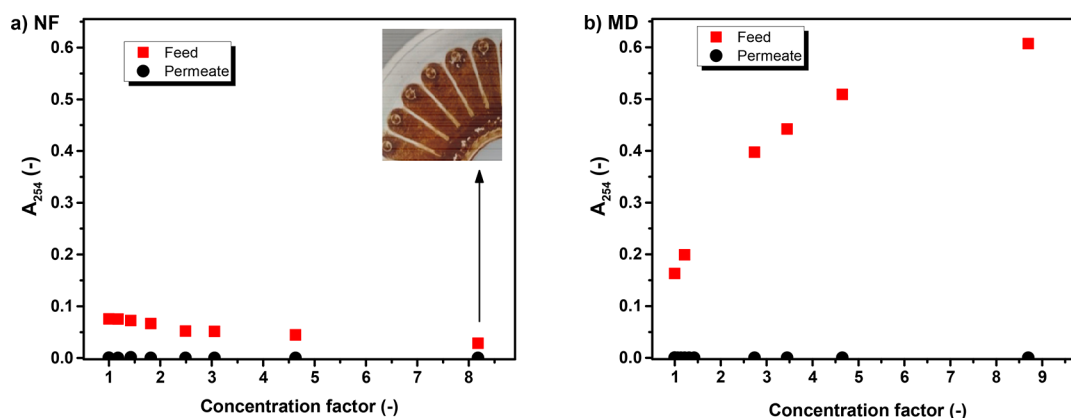 a) NF
Feed
Permeate
0.6
0.5
0.4
0.3
0.2
0.1
0.0
A254 (-)
1 2 3 4 5 6 7 8
Concentration factor (-)
b) MD
Feed
Permeate
0.6
0.5
0.4
0.3
0.2
0.1
0.0
A254 (-)
1 2 3 4 5 6 7 8 9
Concentration factor (-)